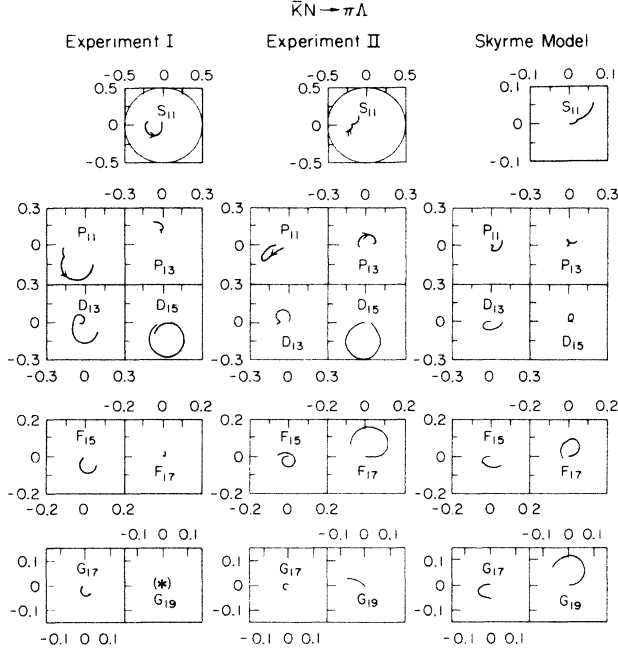 K̄N → πΛ
Experiment I Experiment II Skyrme Model
-0.5 0 0.5 -0.5 0 0.5 -0.1 0 0.1
0.5 0.5 0.1
S11 S11 S11
0 0 0
-0.5 -0.5 -0.1
-0.3 0 0.3 -0.3 0 0.3 -0.3 0 0.3
0.3 0.3 0.3
P11 P11 P11
0 0 0
P13 P13 P13
0.3 0.3 0.3
D13 D15 D15 D13
0 0 0
D13 D15
-0.3 -0.3 -0.3
-0.3 0 0.3 -0.3 0 0.3 -0.3 0 0.3
-0.2 0 0.2 -0.2 0 0.2 -0.2 0 0.2
0.2 0.2 0.2
F15 F15 F15
0 0 0
F17 F17 F17
-0.2 -0.2 -0.2
-0.2 0 0.2 -0.2 0 0.2 -0.2 0 0.2
-0.1 0 0.1 -0.1 0 0.1 -0.1 0 0.1
0.1 0.1 0.1
G17 (*) G17 G17
0 0 0
G19 G19 G19
-0.1 -0.1 -0.1
-0.1 0 0.1 -0.1 0 0.1 -0.1 0 0.1